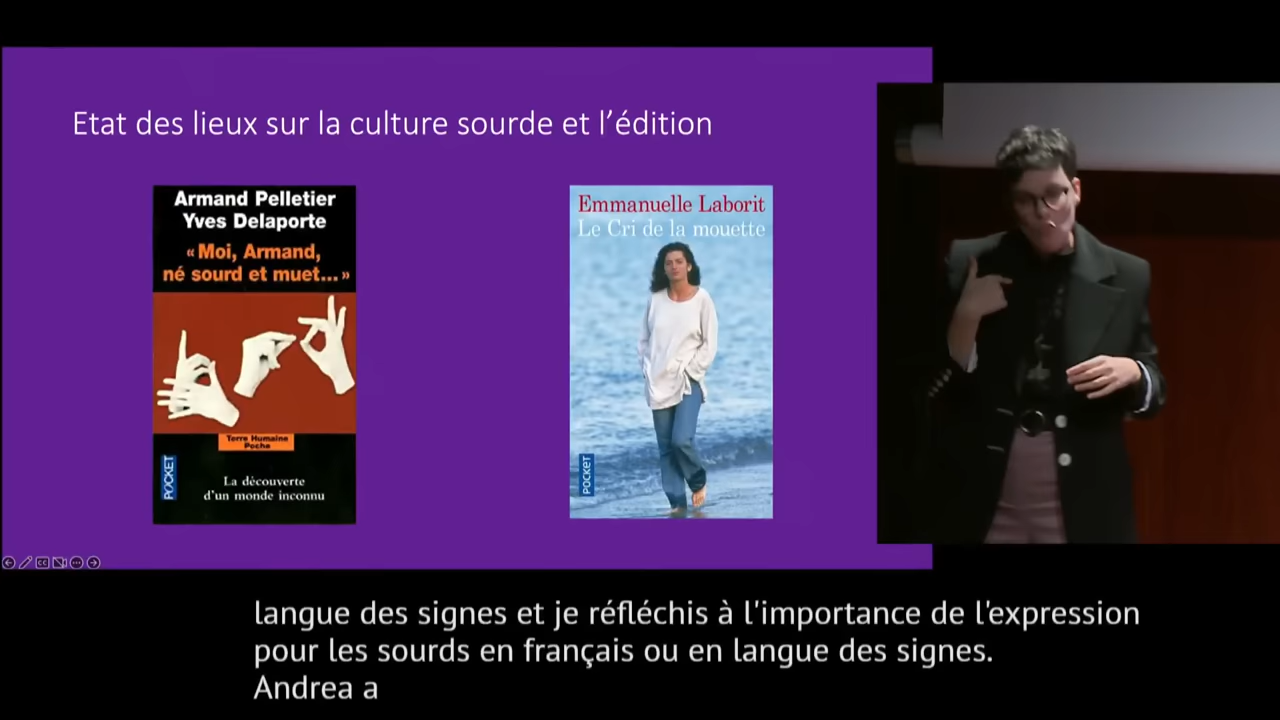 Etat des lieux sur la culture sourde et l’édition
Armand Pelletier
Yves Delaporte
« Moi, Armand,
né sourd et muet... »
Terre Humaine
Poche
POCKET
La découverte
d'un monde inconnu
Emmanuelle Laborit
Le Cri de la mouette
POCKET
langue des signes et je réfléchis à l'importance de l'expression
pour les sourds en français ou en langue des signes.
Andrea a